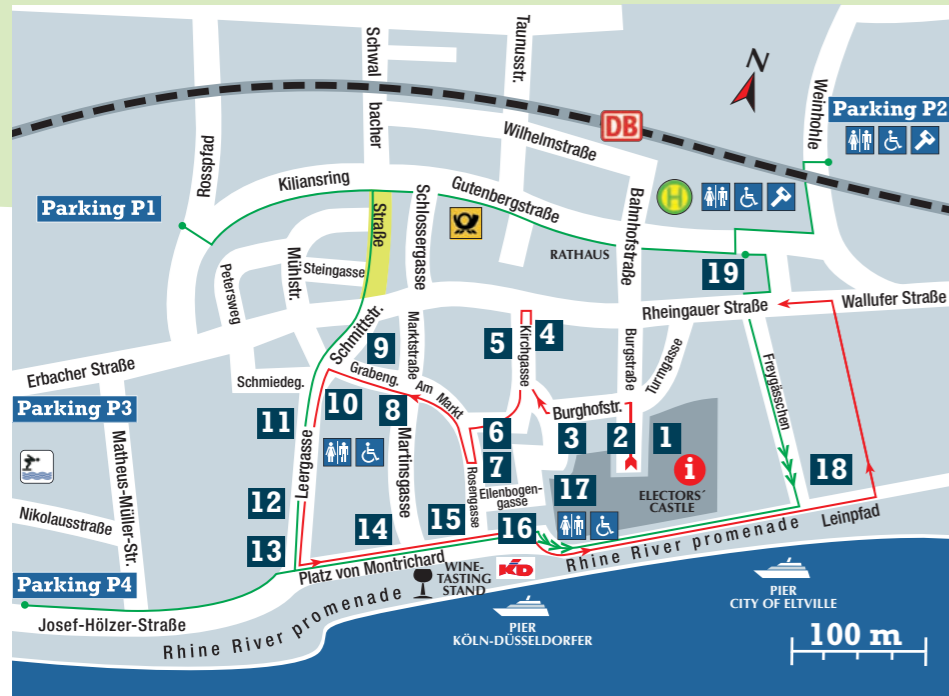 Schwal
bacher
Taunusstr.
N
Weinhohle
Parking P2
DB
Wilhelmstraße
Rosspfad
Kiliansring
Gutenbergstraße
Straße
Schlossergasse
H
Bahnhofstraße
Parking P1
RATHAUS
Steingasse
Mühlstr.
Petersweg
19
Rheingauer Straße
Wallufer Straße
Schmittstr.
9
Marktstraße
5
4
Kirchgasse
Burgstraße
Turmgasse
Freygässchen
Erbacher Straße
Schmiedeg.
Grabeng.
Am
Markt
Parking P3
11
10
8
6
Burghofstr.
3
2
1
Matheus-Müller-Str.
Leergasse
Martinsgasse
7
Rosengasse
Ellenbogen-
gasse
17
i
ELECTORS´
CASTLE
18
Leinpfad
12
Nikolausstraße
13
14
15
16
Platz von Montrichard
WINE-
TASTING
STAND
KD
Rhine River promenade
Parking P4
Josef-Hölzer-Straße
Rhine River promenade
PIER
KÖLN-DÜSSELDORFER
PIER
CITY OF ELTVILLE
100 m